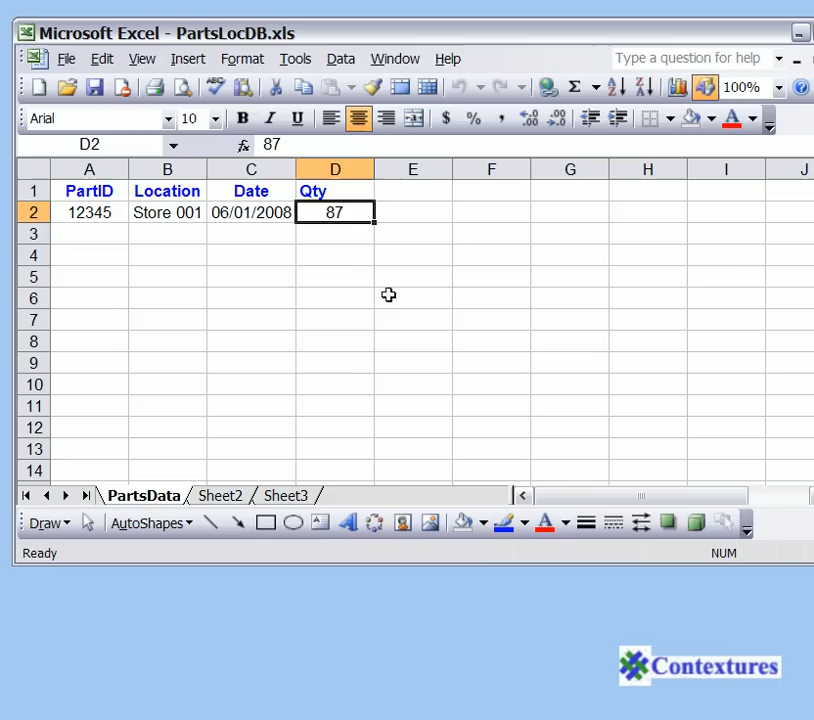 Microsoft Excel - PartsLocDB.xls
File Edit View Insert Format Tools Data Window Help Type a question for help
ABC Σ A Z Z A 100% ?
Arial 10 B I U $ % , A
D2 fx 87
A B C D E F G H I J
1 PartID Location Date Qty
2 12345 Store 001 06/01/2008 87
3
4
5
6
7
8
9
10
11
12
13
14
PartsData Sheet2 Sheet3
Draw AutoShapes A A A
Ready NUM
Contextures